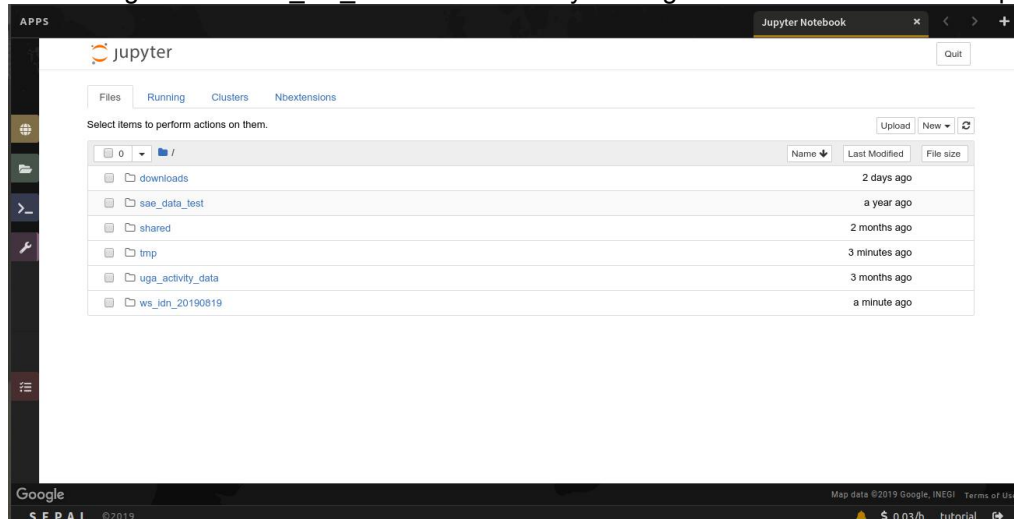 APPS
Jupyter Notebook × < > +
jupyter
Quit
Files Running Clusters Nbextensions
Select items to perform actions on them.
Upload New
0 /
Name Last Modified File size
downloads 2 days ago
sae_data_test a year ago
shared 2 months ago
tmp 3 minutes ago
uga_activity_data 3 months ago
ws_idn_20190819 a minute ago
Google
Map data ©2019 Google, INEGI Terms of Us
SEPAL ©2019
$ 0.03/h tutorial